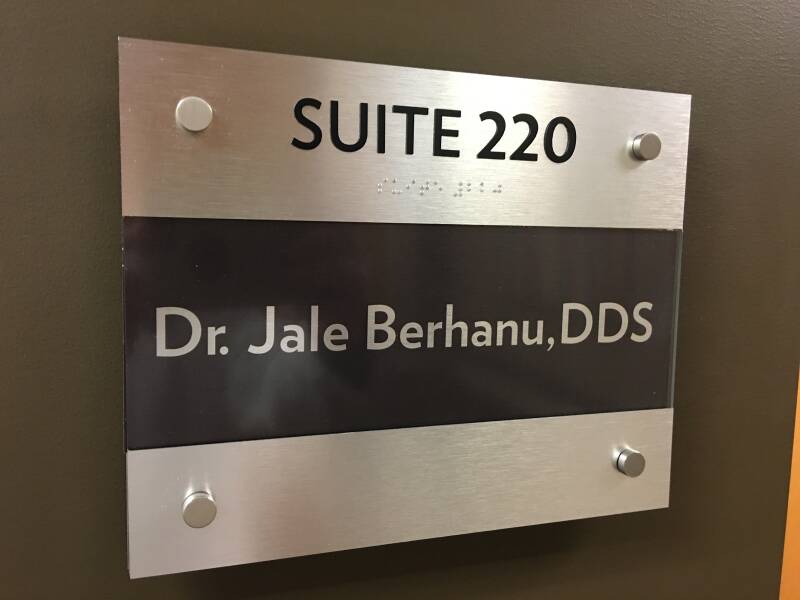 SUITE 220
Dr. Jale Berhanu, DDS